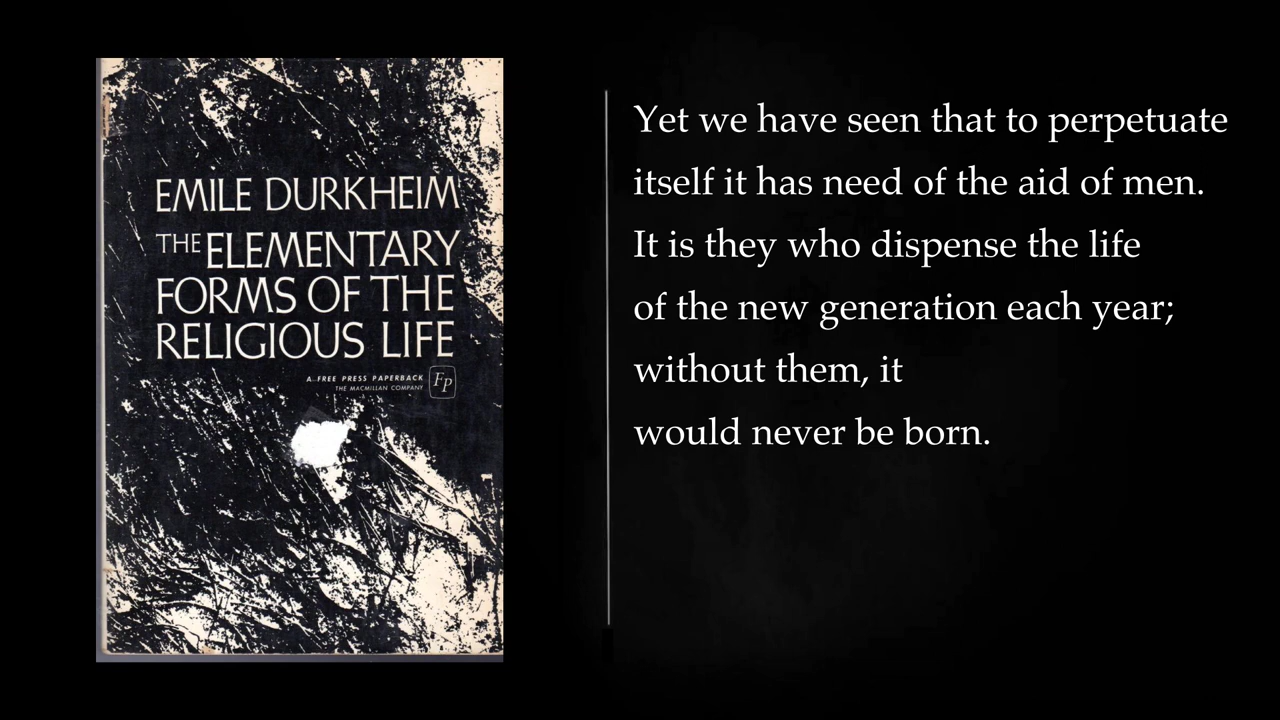 EMILE DURKHEIM
THE ELEMENTARY
FORMS OF THE
RELIGIOUS LIFE
A FREE PRESS PAPERBACK
THE MACMILLAN COMPANY
FP
Yet we have seen that to perpetuate
itself it has need of the aid of men.
It is they who dispense the life
of the new generation each year;
without them, it
would never be born.